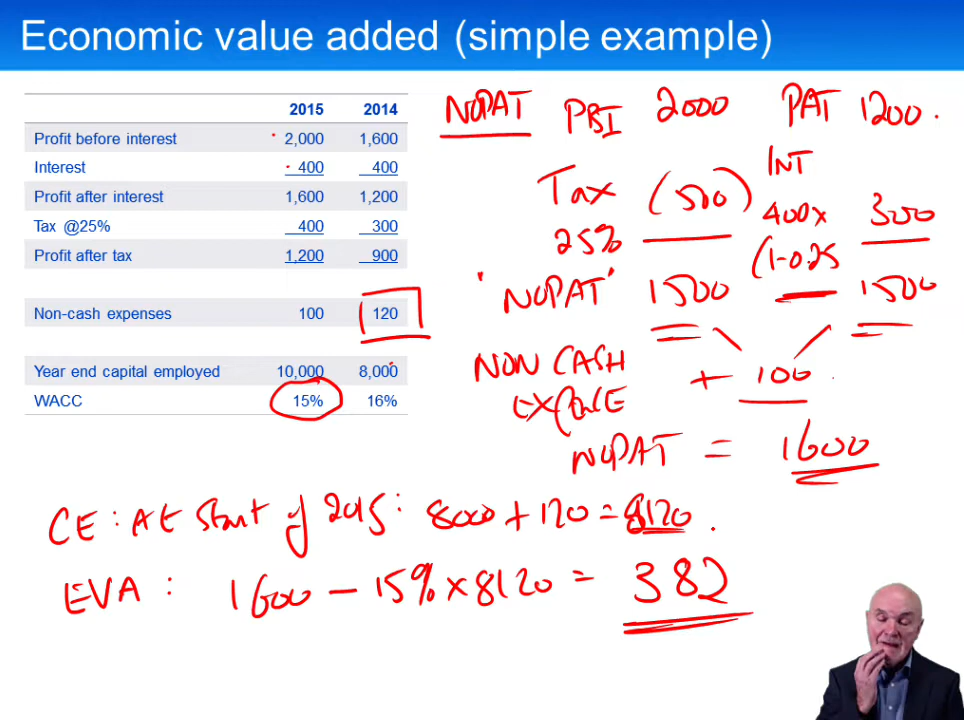 Economic value added (simple example)
2015 2014
Profit before interest 2,000 1,600
Interest 400 400
Profit after interest 1,600 1,200
Tax @25% 400 300
Profit after tax 1,200 900
Non-cash expenses 100 120
Year end capital employed 10,000 8,000
WACC 15% 16%
NOPAT PBI 2000 PAT 1200.
Tax (500) INT
25% 400x 300
(1-0.25
'NOPAT' 1500 1500
NON CASH
EXPENCE + 100
NOPAT = 1600
CE: At Start of 2015: 8000 + 120 = 8120.
EVA: 1600 - 15% x 8120 = 382